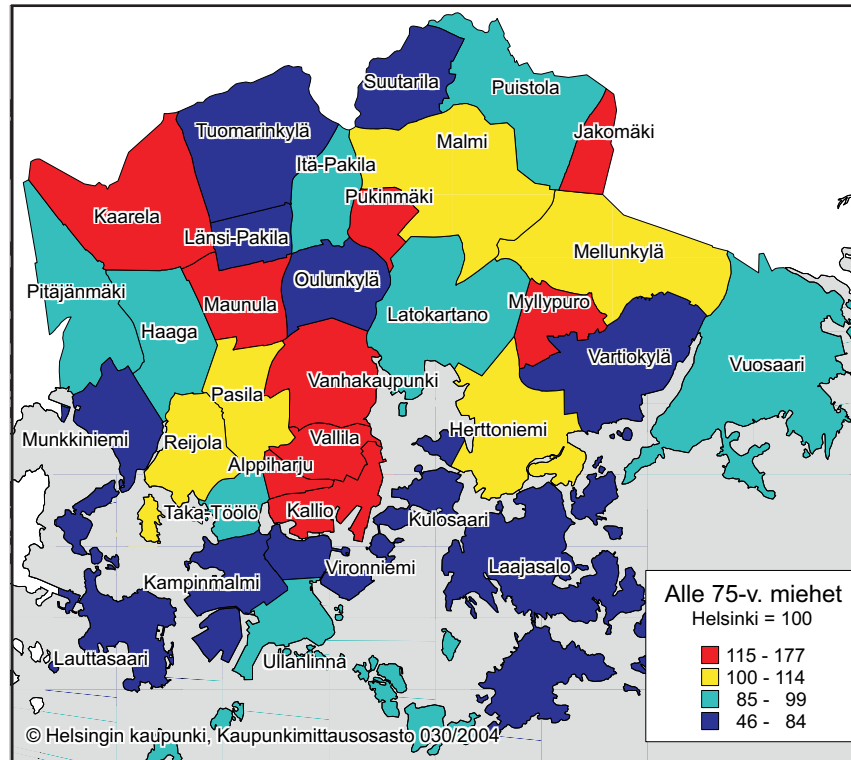 Suutarila
Puistola
Tuomarinkylä
Malmi
Jakomäki
Itä-Pakila
Pukinmäki
Kaarela
Länsi-Pakila
Mellunkylä
Oulunkylä
Pitäjänmäki
Maunula
Myllypuro
Latokartano
Haaga
Vartiokylä
Vuosaari
Vanhakaupunki
Pasila
Munkkiniemi
Reijola
Vallila
Herttoniemi
Alppiharju
Taka-Töölö
Kallio
Kulosaari
Vironniemi
Laajasalo
Kampinmalmi
Lauttasaari
Ullanlinna
Alle 75-v. miehet
Helsinki = 100
115 - 177
100 - 114
85 - 99
46 - 84
© Helsingin kaupunki, Kaupunkimittausosasto 030/2004